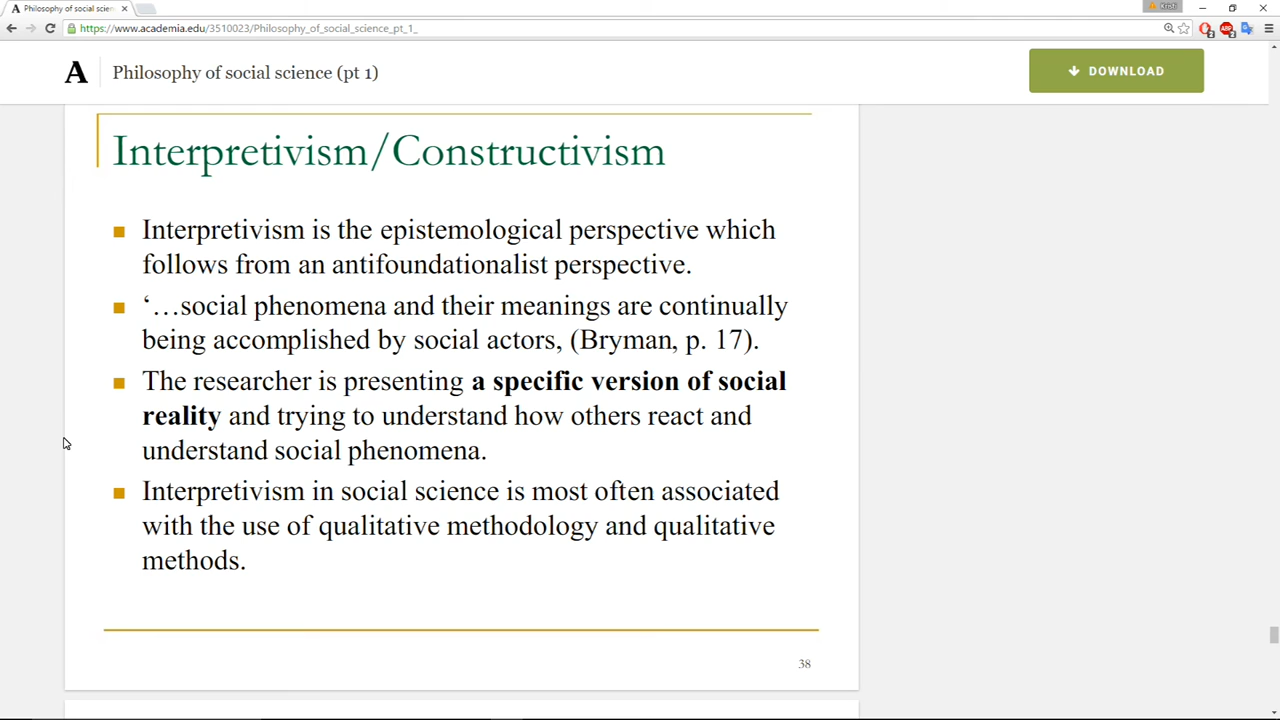 A Philosophy of social scien
Kristi
https://www.academia.edu/3510023/Philosophy_of_social_science_pt_1_
A Philosophy of social science (pt 1)
DOWNLOAD
Interpretivism/Constructivism
Interpretivism is the epistemological perspective which
follows from an antifoundationalist perspective.
‘…social phenomena and their meanings are continually
being accomplished by social actors, (Bryman, p. 17).
The researcher is presenting a specific version of social
reality and trying to understand how others react and
understand social phenomena.
Interpretivism in social science is most often associated
with the use of qualitative methodology and qualitative
methods.
38